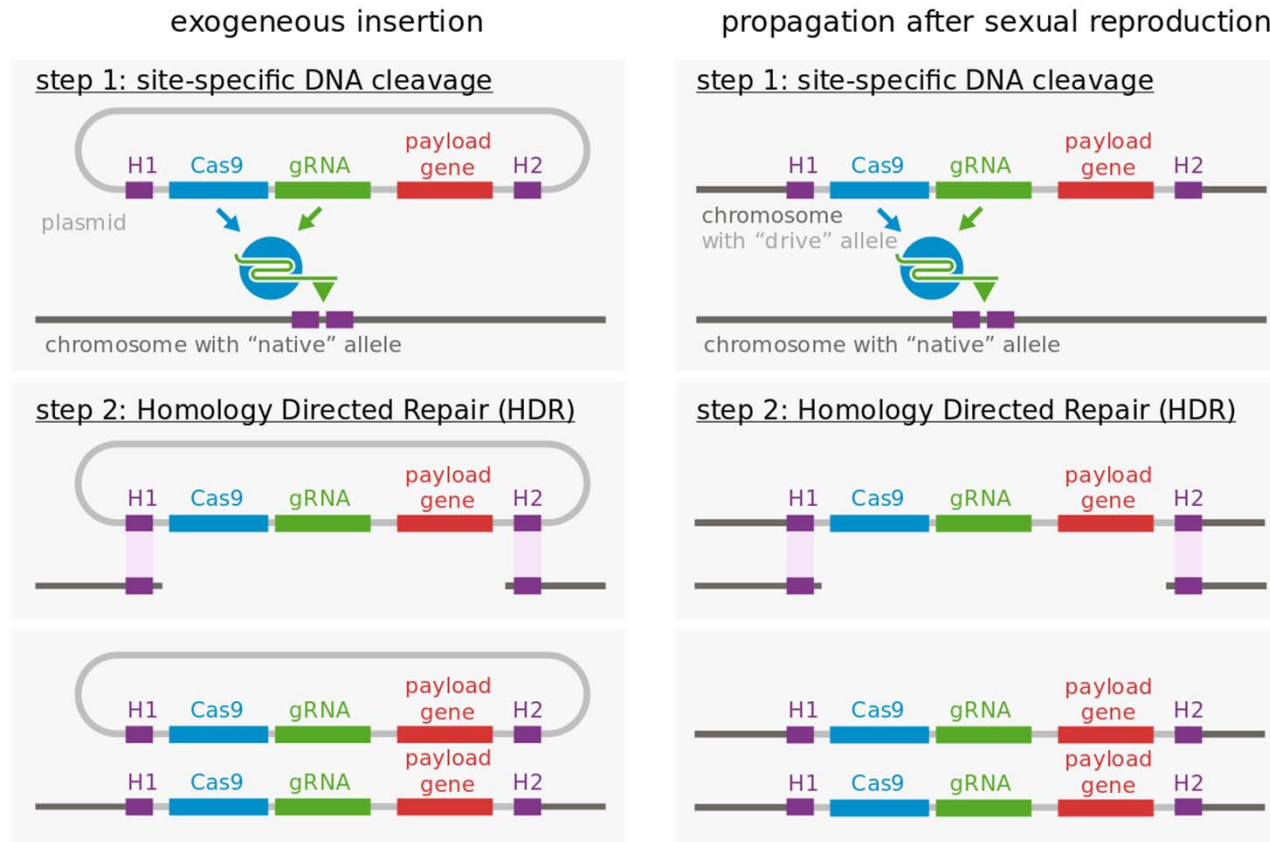 exogeneous insertion
step 1: site-specific DNA cleavage
H1 Cas9 gRNA payload gene H2
plasmid
chromosome with “native” allele
step 2: Homology Directed Repair (HDR)
H1 Cas9 gRNA payload gene H2
H1 Cas9 gRNA payload gene H2
H1 Cas9 gRNA payload gene H2
propagation after sexual reproduction
step 1: site-specific DNA cleavage
H1 Cas9 gRNA payload gene H2
chromosome
with “drive” allele
chromosome with “native” allele
step 2: Homology Directed Repair (HDR)
H1 Cas9 gRNA payload gene H2
H1 Cas9 gRNA payload gene H2
H1 Cas9 gRNA payload gene H2